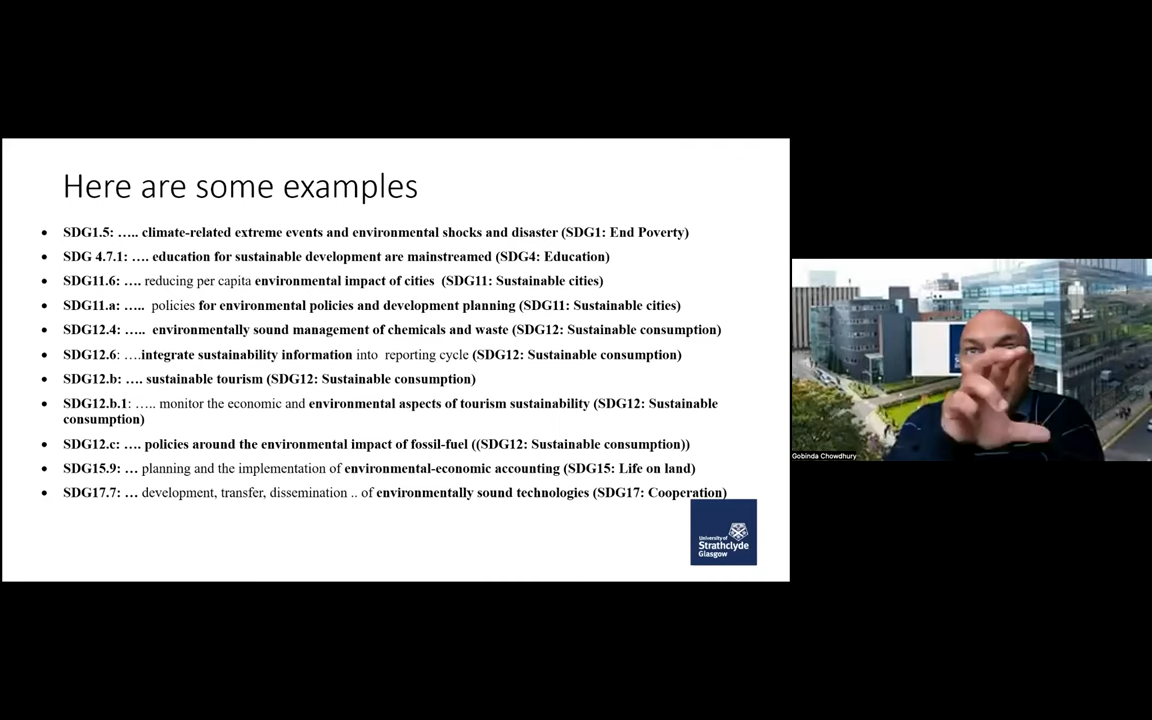 Here are some examples
• SDG1.5: ….. climate-related extreme events and environmental shocks and disaster (SDG1: End Poverty)
• SDG 4.7.1: …. education for sustainable development are mainstreamed (SDG4: Education)
• SDG11.6: …. reducing per capita environmental impact of cities (SDG11: Sustainable cities)
• SDG11.a: ….. policies for environmental policies and development planning (SDG11: Sustainable cities)
• SDG12.4: ….. environmentally sound management of chemicals and waste (SDG12: Sustainable consumption)
• SDG12.6: ….integrate sustainability information into reporting cycle (SDG12: Sustainable consumption)
• SDG12.b: …. sustainable tourism (SDG12: Sustainable consumption)
• SDG12.b.1: ….. monitor the economic and environmental aspects of tourism sustainability (SDG12: Sustainable
consumption)
• SDG12.c: …. policies around the environmental impact of fossil-fuel ((SDG12: Sustainable consumption))
• SDG15.9: … planning and the implementation of environmental-economic accounting (SDG15: Life on land)
• SDG17.7: … development, transfer, dissemination .. of environmentally sound technologies (SDG17: Cooperation)
University of
Strathclyde
Glasgow
Gobinda Chowdhury